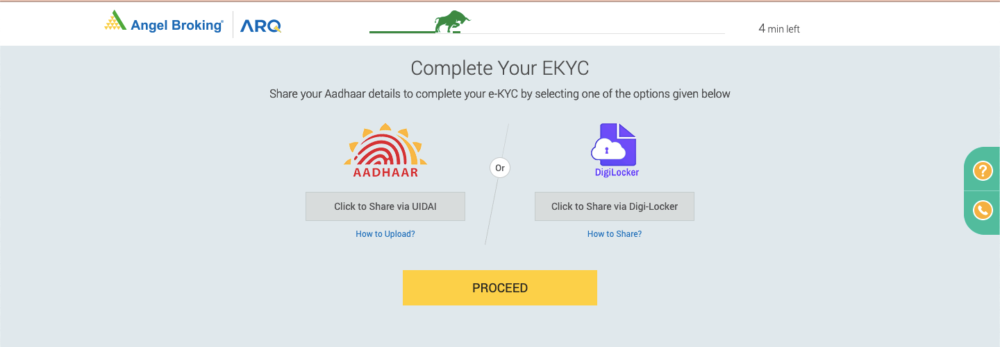 Angel Broking
ARQ
4 min left
Complete Your EKYC
Share your Aadhaar details to complete your e-KYC by selecting one of the options given below
AADHAAR
Or
DigiLocker
Click to Share via UIDAI
Click to Share via Digi-Locker
How to Upload?
How to Share?
?
PROCEED